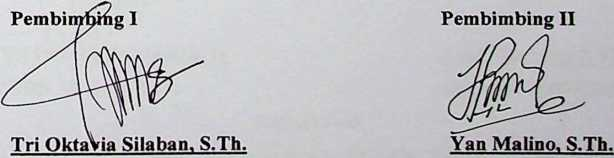 Pembimbing I Pembimbing II
Tri Oktavia Silaban, S.Th. Yan Malino, S.Th.